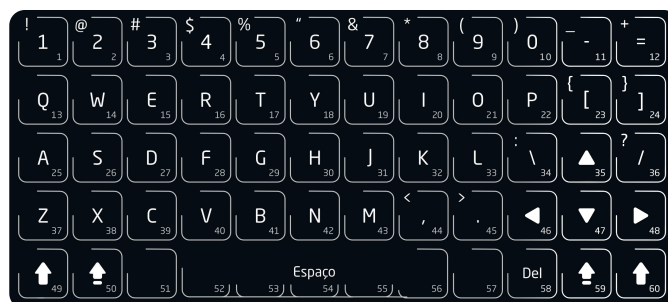 ! @ # $ % “ & * ( ) _ +
1 2 3 4 5 6 7 8 9 0 - =
1 2 3 4 5 6 7 8 9 10 11 12
{ }
Q W E R T Y U I O P [ ]
13 14 15 16 17 18 19 20 21 22 23 24
: ?
A S D F G H J K L \ /
25 26 27 28 29 30 31 32 33 34 35 36
< >
Z X C V B N M , .
37 38 39 40 41 42 43 44 45 46 47 48
Espaço Del
49 50 51 52 53 54 55 56 57 58 59 60